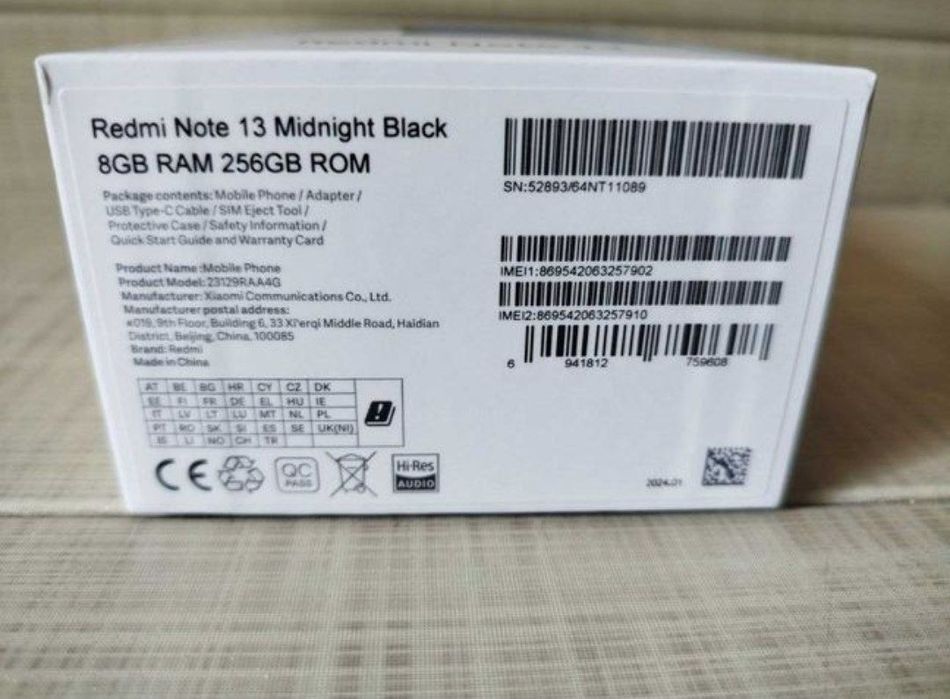 Redmi Note 13 Midnight Black
8GB RAM 256GB ROM
Package contents: Mobile Phone / Adapter /
USB Type-C Cable / SIM Eject Tool /
Protective Case / Safety Information /
Quick Start Guide and Warranty Card
Product Name :Mobile Phone
Product Model: 23129RAA4G
Manufacturer: Xiaomi Communications Co., Ltd.
Manufacturer postal address:
#019, 9th Floor, Building 6, 33 Xi'erqi Middle Road, Haidian
District, Beijing, China, 100085
Brand: Redmi
Made in China
AT BE BG HR CY CZ DK
EE FI FR DE EL HU IE
IT LV LT LU MT NL PL
PT RO SK SI ES SE UK(NI)
IS LI NO CH TR
CE
QC
PASS
Hi-Res
AUDIO
SN:52893/64NT11089
IMEI1:869542063257902
IMEI2:869542063257910
6 941812 759608
2024.01